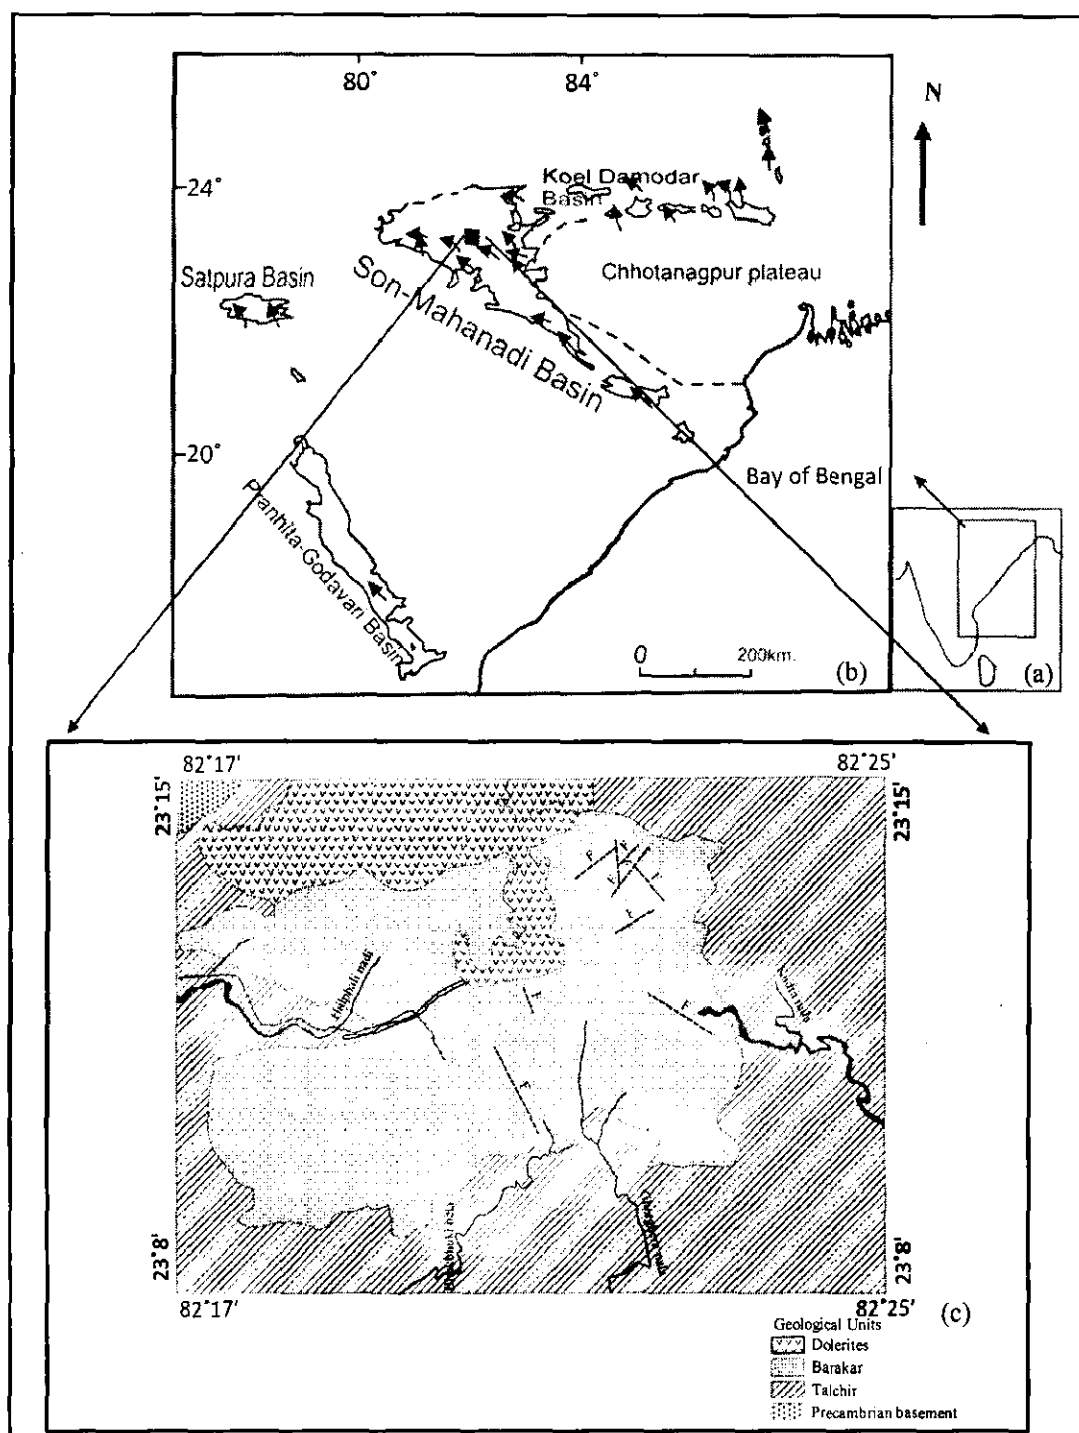 80° 84°
N
24°
Koel Damodar
Basin
Chhotanagpur plateau
Satpura Basin
Son-Mahanadi Basin
20°
Bay of Bengal
Pranhita-Godavari Basin
0 200km.
(b)
(a)
82°17' 82°25'
23°15' 23°15'
F
F
F
F
F
F
23°8' 23°8'
82°17' 82°25'
(c)
Geological Units
Dolerites
Barakar
Talchir
Precambrian basement